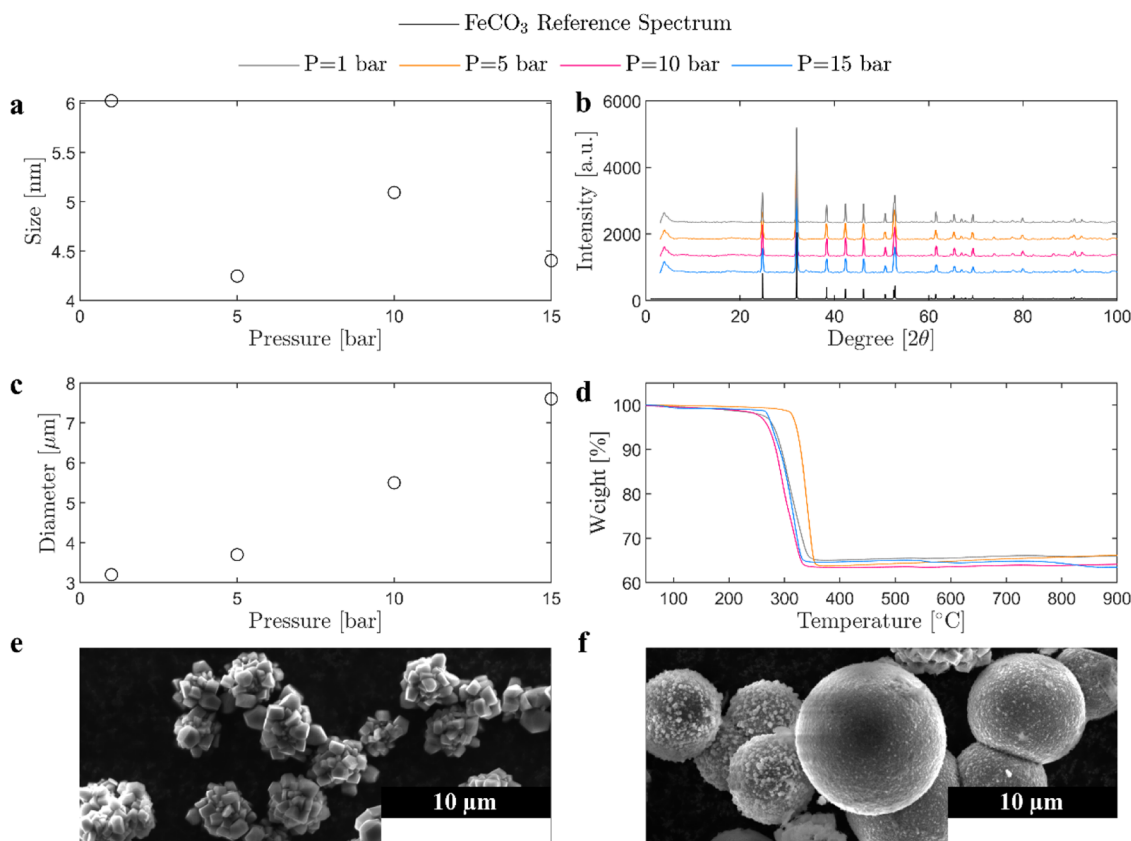 FeCO₃ Reference Spectrum
P=1 bar P=5 bar P=10 bar P=15 bar
a
6
5.5
5
4.5
4
Size [nm]
0 5 10 15
Pressure [bar]
b
6000
4000
2000
0
Intensity [a.u.]
0 20 40 60 80 100
Degree [2θ]
c
8
7
6
5
4
3
Diameter [μm]
0 5 10 15
Pressure [bar]
d
100
90
80
70
60
Weight [%]
100 200 300 400 500 600 700 800 900
Temperature [°C]
e
10 μm
f
10 μm